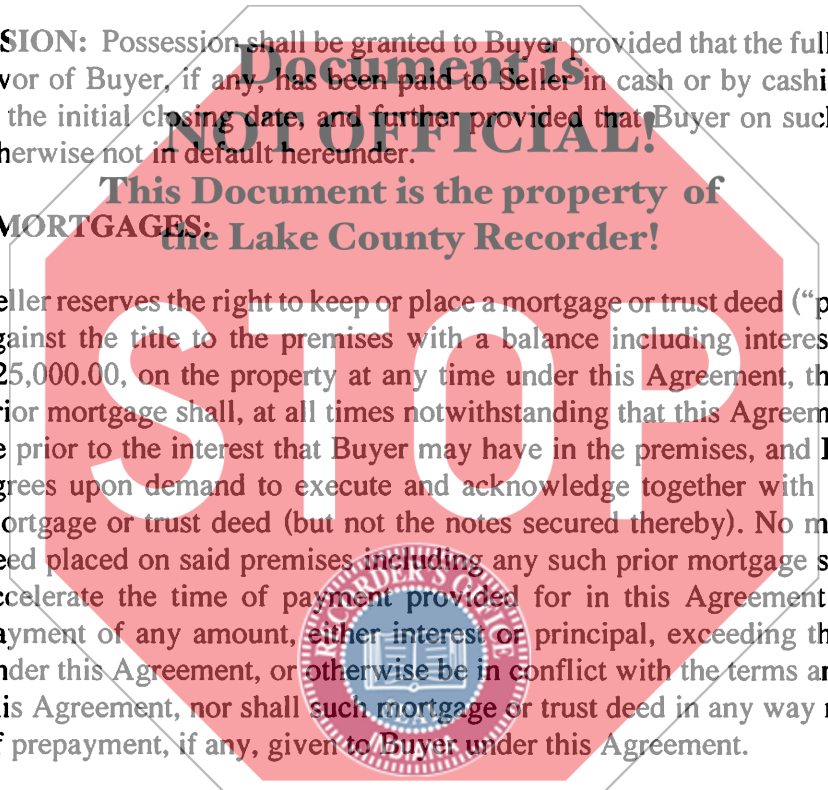 SION: Possession shall be granted to Buyer provided that the full
Document is
vor of Buyer, if any, has been paid to Seller in cash or by cashi
the initial closing date, and further provided that Buyer on such
NOT OFFICIAL!
herwise not in default hereunder.
This Document is the property of
MORTGAGES:
the Lake County Recorder!
eller reserves the right to keep or place a mortgage or trust deed (“p
gainst the title to the premises with a balance including interes
25,000.00, on the property at any time under this Agreement, th
rior mortgage shall, at all times notwithstanding that this Agreem
e prior to the interest that Buyer may have in the premises, and
grees upon demand to execute and acknowledge together with
ortgage or trust deed (but not the notes secured thereby). No m
STOP
eed placed on said premises including any such prior mortgage s
ccelerate the time of payment provided for in this Agreement
ayment of any amount, either interest or principal, exceeding th
nder this Agreement, or otherwise be in conflict with the terms an
is Agreement, nor shall such mortgage or trust deed in any way
f prepayment, if any, given to Buyer under this Agreement.
RECORDER'S OFFICE
SEAL